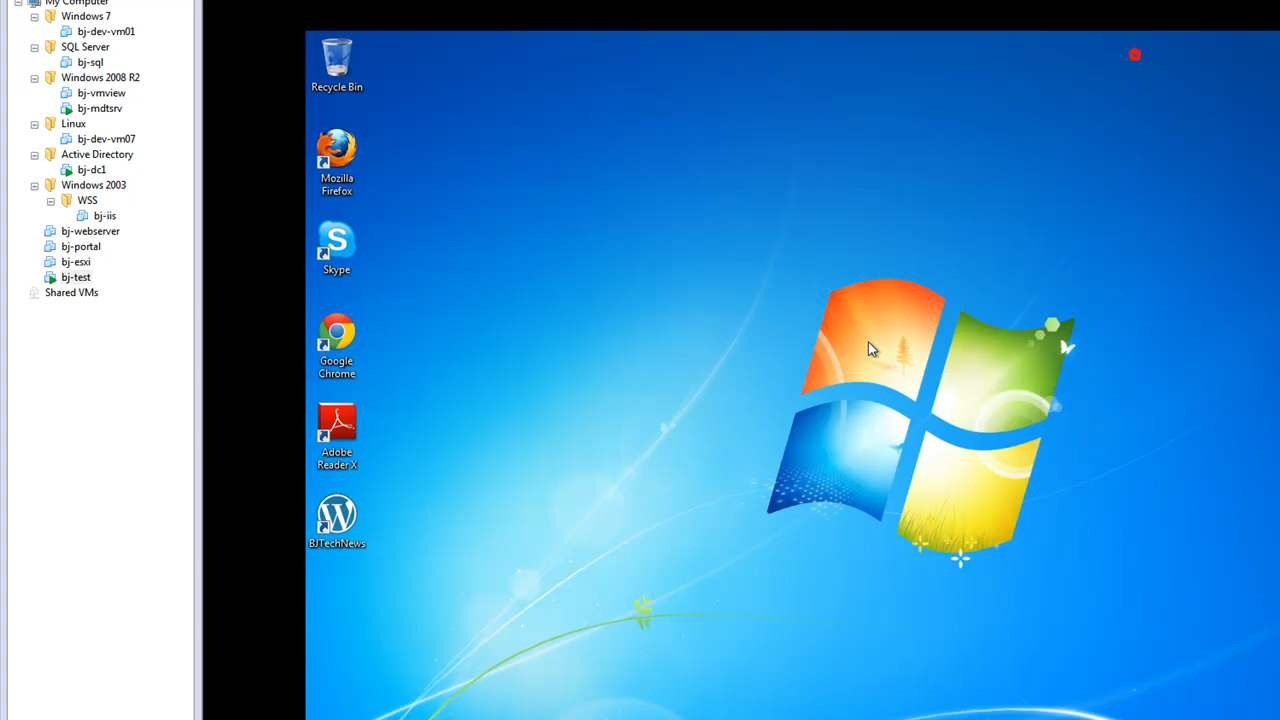 My Computer
Windows 7
bj-dev-vm01
SQL Server
bj-sql
Windows 2008 R2
bj-vmview
bj-mdtsrv
Linux
bj-dev-vm07
Active Directory
bj-dc1
Windows 2003
WSS
bj-iis
bj-webserver
bj-portal
bj-esxi
bj-test
Shared VMs
Recycle Bin
Mozilla
Firefox
Skype
Google
Chrome
Adobe
Reader X
BJTechNews